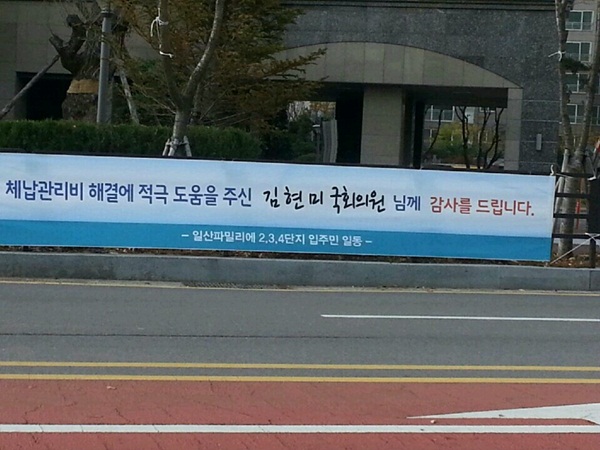 체납관리비 해결에 적극 도움을 주신 김현미 국회의원 님께 감사를 드립니다.
– 일산파밀리에 2,3,4단지 입주민 일동 –